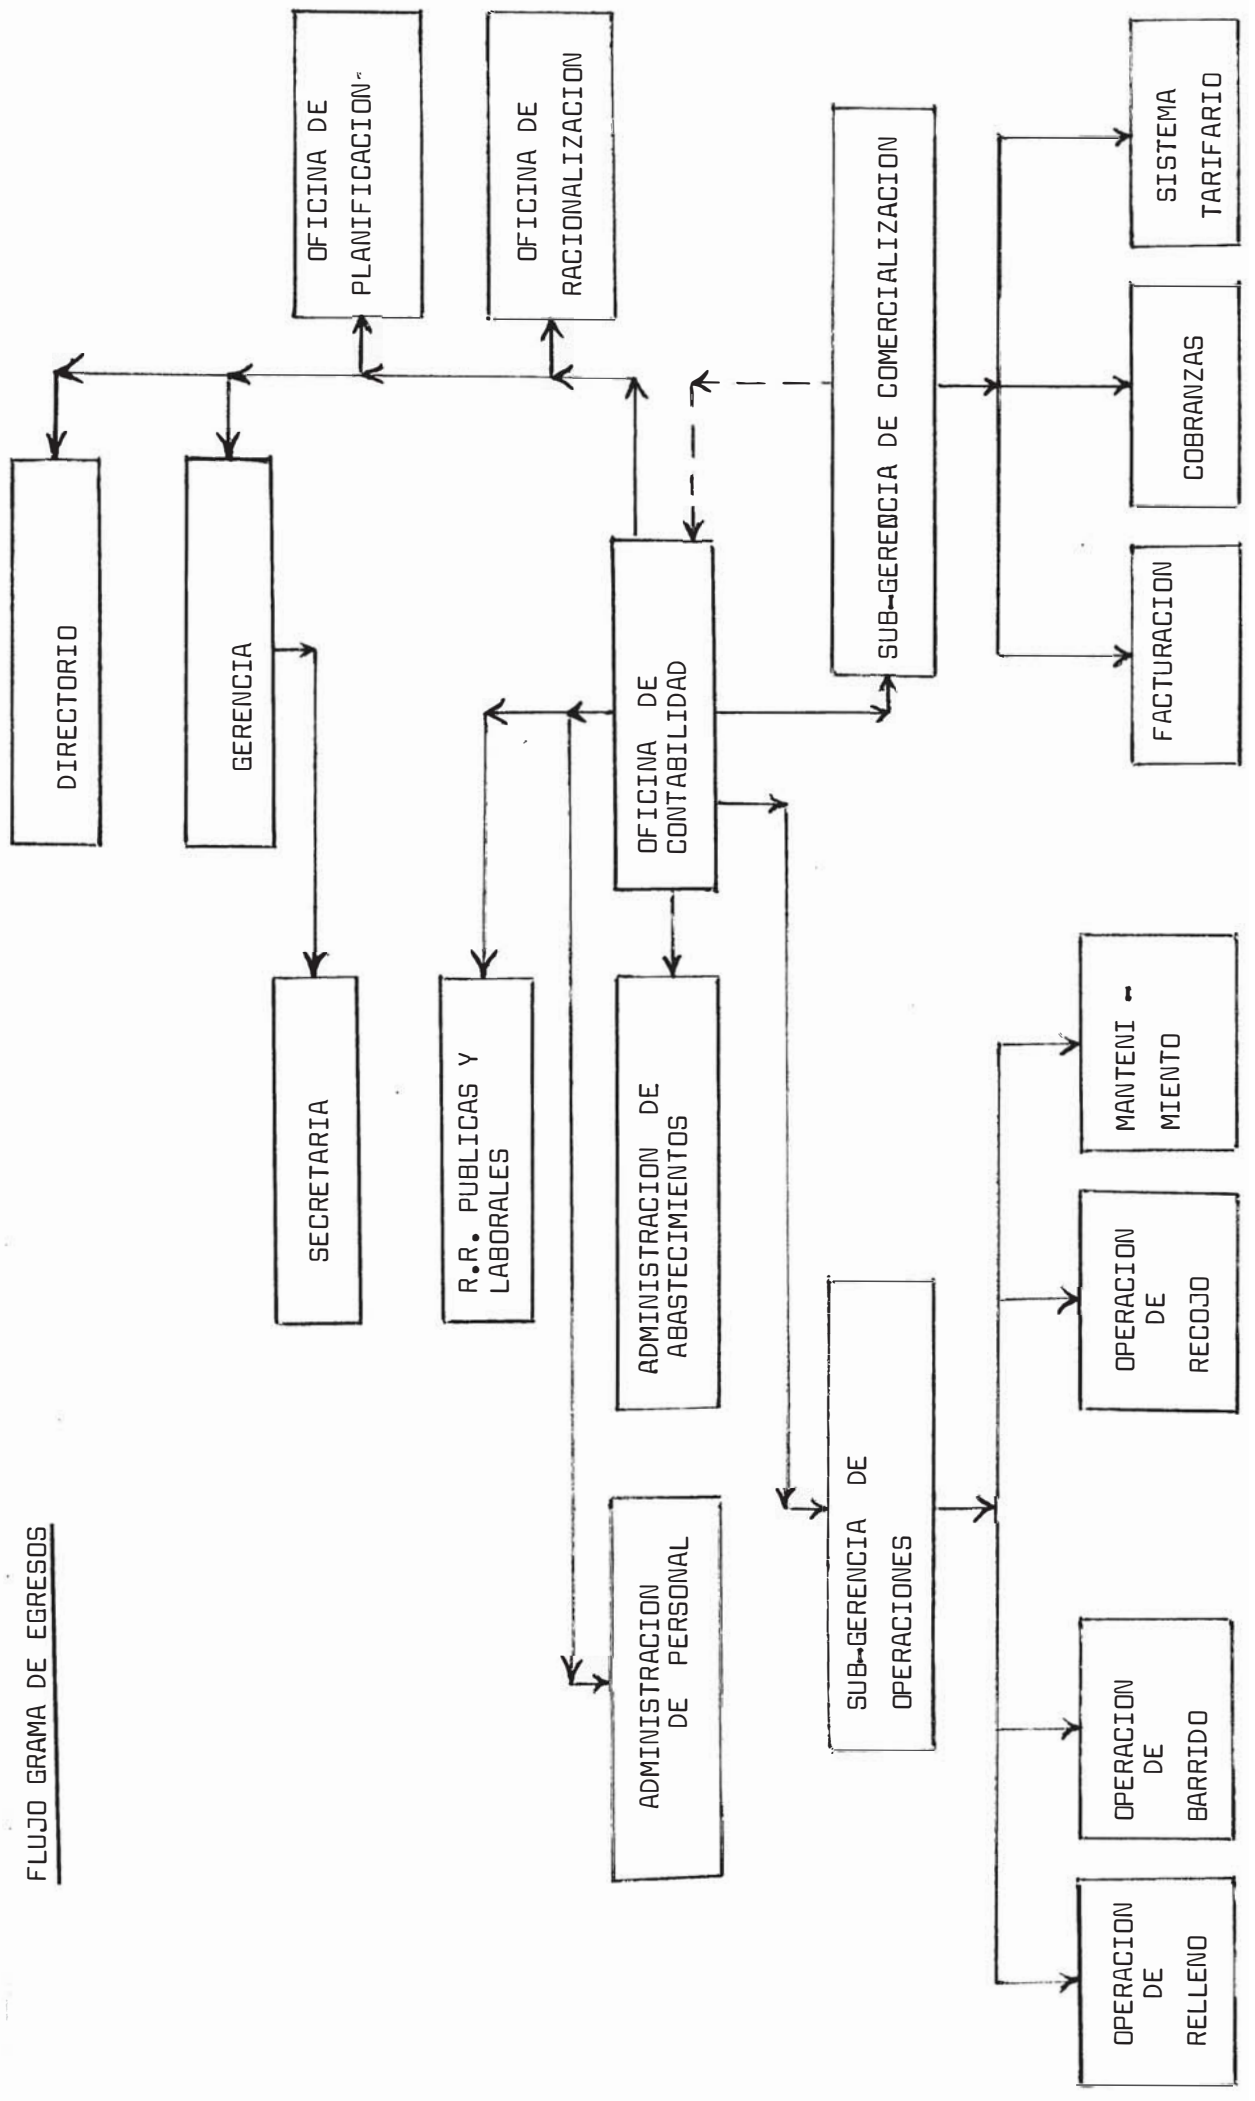 FLUJO GRAMA DE EGRESOS
DIRECTORIO
GERENCIA
OFICINA DE
PLANIFICACION-
SECRETARIA
OFICINA DE
RACIONALIZACION
R.R. PUBLICAS Y
LABORALES
OFICINA DE
CONTABILIDAD
ADMINISTRACION DE
ABASTECIMIENTOS
ADMINISTRACION
DE PERSONAL
SUB-GERENCIA DE
OPERACIONES
SUB-GERENCIA DE COMERCIALIZACION
OPERACION
DE
RELLENO
OPERACION
DE
BARRIDO
OPERACION
DE
RECOJO
MANTENI -
MIENTO
FACTURACION
COBRANZAS
SISTEMA
TARIFARIO